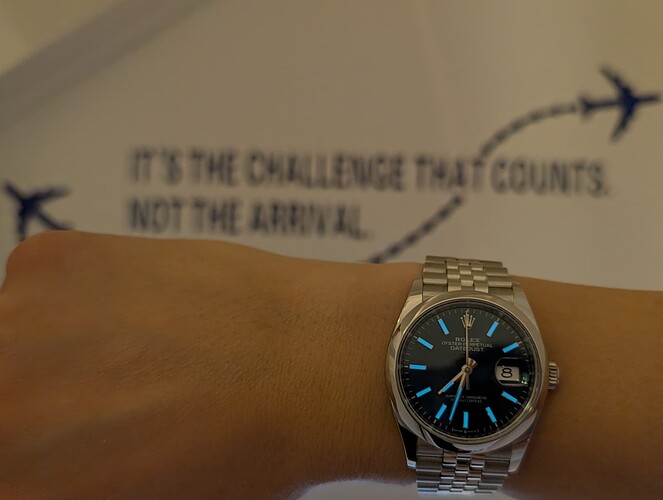 IT'S THE CHALLENGE THAT COUNTS.
NOT THE ARRIVAL.
ROLEX
OYSTER PERPETUAL
DATEJUST
8